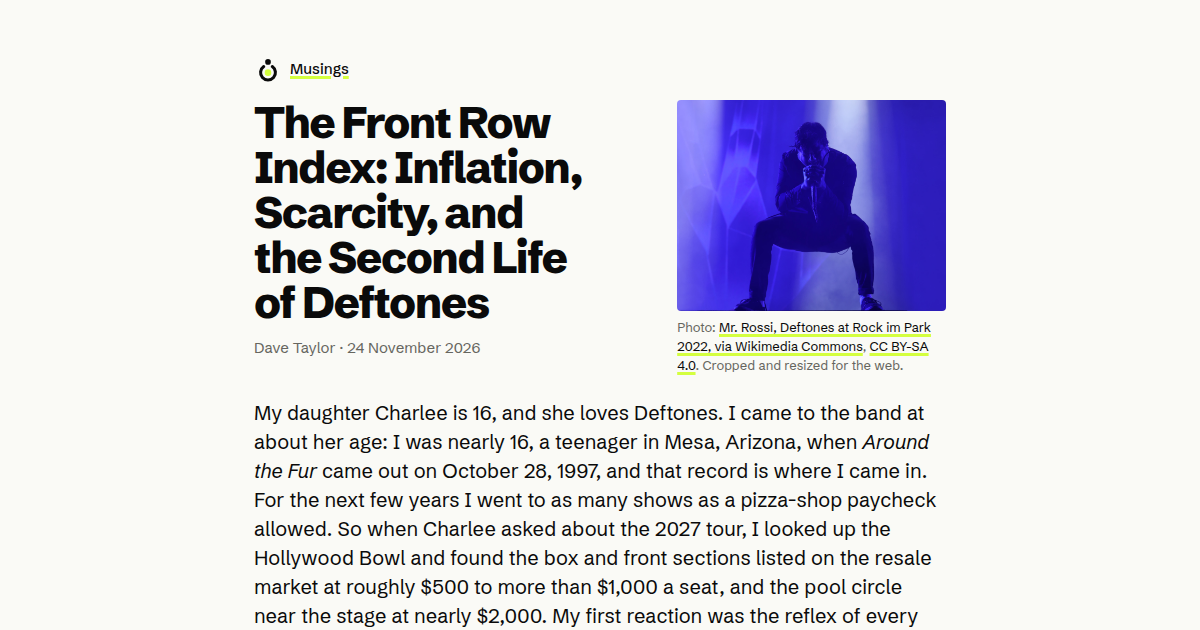 Musings
The Front Row
Index: Inflation,
Scarcity, and
the Second Life
of Deftones
Dave Taylor · 24 November 2026
Photo: Mr. Rossi, Deftones at Rock im Park
2022, via Wikimedia Commons, CC BY-SA
4.0. Cropped and resized for the web.
My daughter Charlee is 16, and she loves Deftones. I came to the band at
about her age: I was nearly 16, a teenager in Mesa, Arizona, when Around
the Fur came out on October 28, 1997, and that record is where I came in.
For the next few years I went to as many shows as a pizza-shop paycheck
allowed. So when Charlee asked about the 2027 tour, I looked up the
Hollywood Bowl and found the box and front sections listed on the resale
market at roughly $500 to more than $1,000 a seat, and the pool circle
near the stage at nearly $2,000. My first reaction was the reflex of every